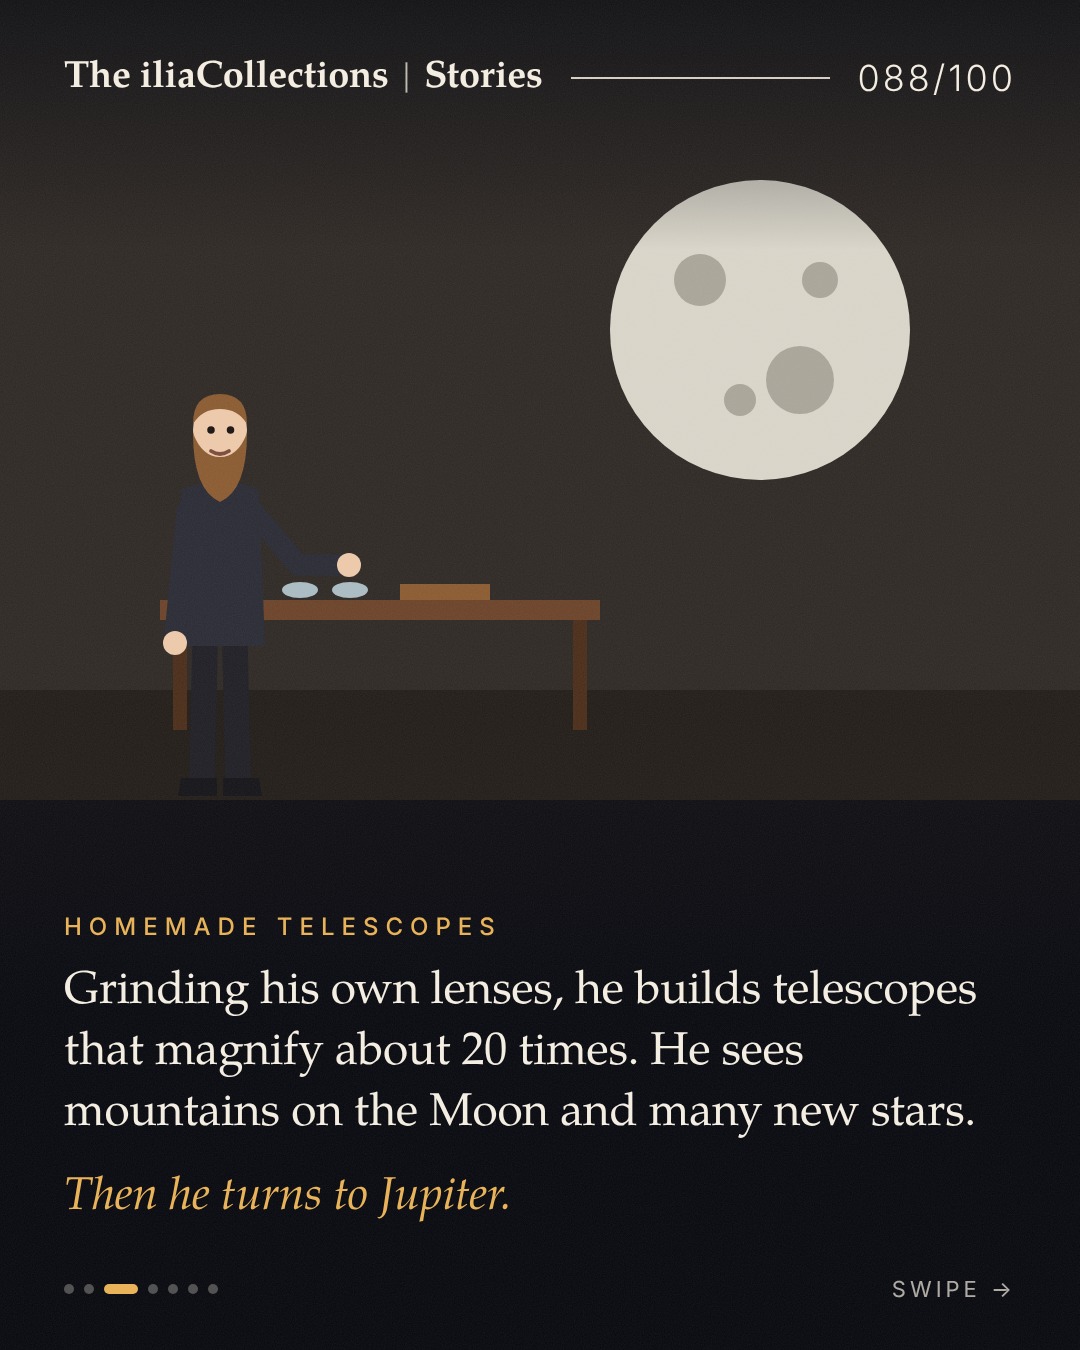 The iliaCollections | Stories 088/100
HOMEMADE TELESCOPES
Grinding his own lenses, he builds telescopes
that magnify about 20 times. He sees
mountains on the Moon and many new stars.
Then he turns to Jupiter.
SWIPE →